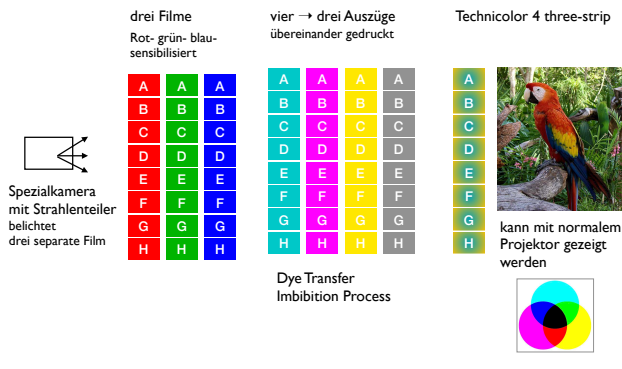 drei Filme
Rot- grün- blau-
sensibilisiert
vier → drei Auszüge
übereinander gedruckt
Technicolor 4 three-strip
A A A A A A A A
B B B B B B B B
C C C C C C C C
D D D D D D D D
E E E E E E E E
F F F F F F F F
G G G G G G G G
H H H H H H H H
Spezialkamera
mit Strahlenteiler
belichtet
drei separate Film
kann mit normalem
Projektor gezeigt
werden
Dye Transfer
Imbibition Process